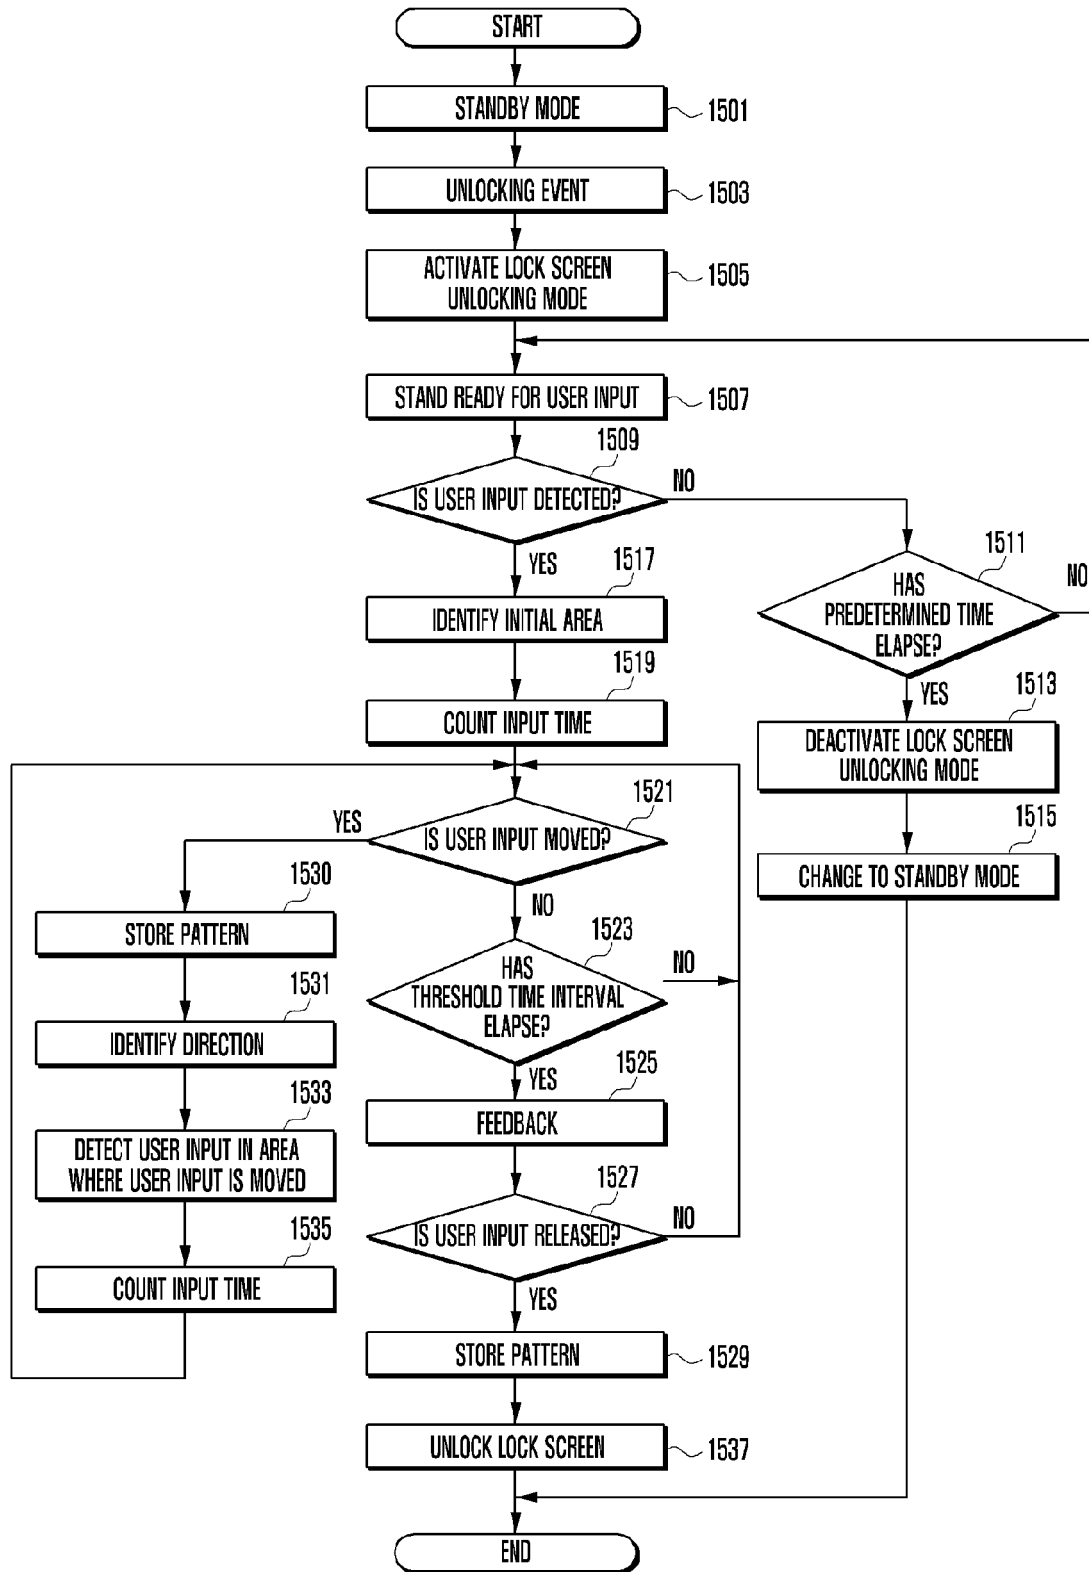 START
STANDBY MODE
1501
UNLOCKING EVENT
1503
ACTIVATE LOCK SCREEN
UNLOCKING MODE
1505
STAND READY FOR USER INPUT
1507
1509
IS USER INPUT DETECTED?
NO
YES
1511
HAS
PREDETERMINED TIME
ELAPSE?
NO
YES
1513
DEACTIVATE LOCK SCREEN
UNLOCKING MODE
1515
CHANGE TO STANDBY MODE
1517
IDENTIFY INITIAL AREA
1519
COUNT INPUT TIME
1521
IS USER INPUT MOVED?
YES
NO
1530
STORE PATTERN
1531
IDENTIFY DIRECTION
1533
DETECT USER INPUT IN AREA
WHERE USER INPUT IS MOVED
1535
COUNT INPUT TIME
1523
HAS
THRESHOLD TIME INTERVAL
ELAPSE?
NO
YES
1525
FEEDBACK
1527
IS USER INPUT RELEASED?
NO
YES
STORE PATTERN
1529
UNLOCK LOCK SCREEN
1537
END